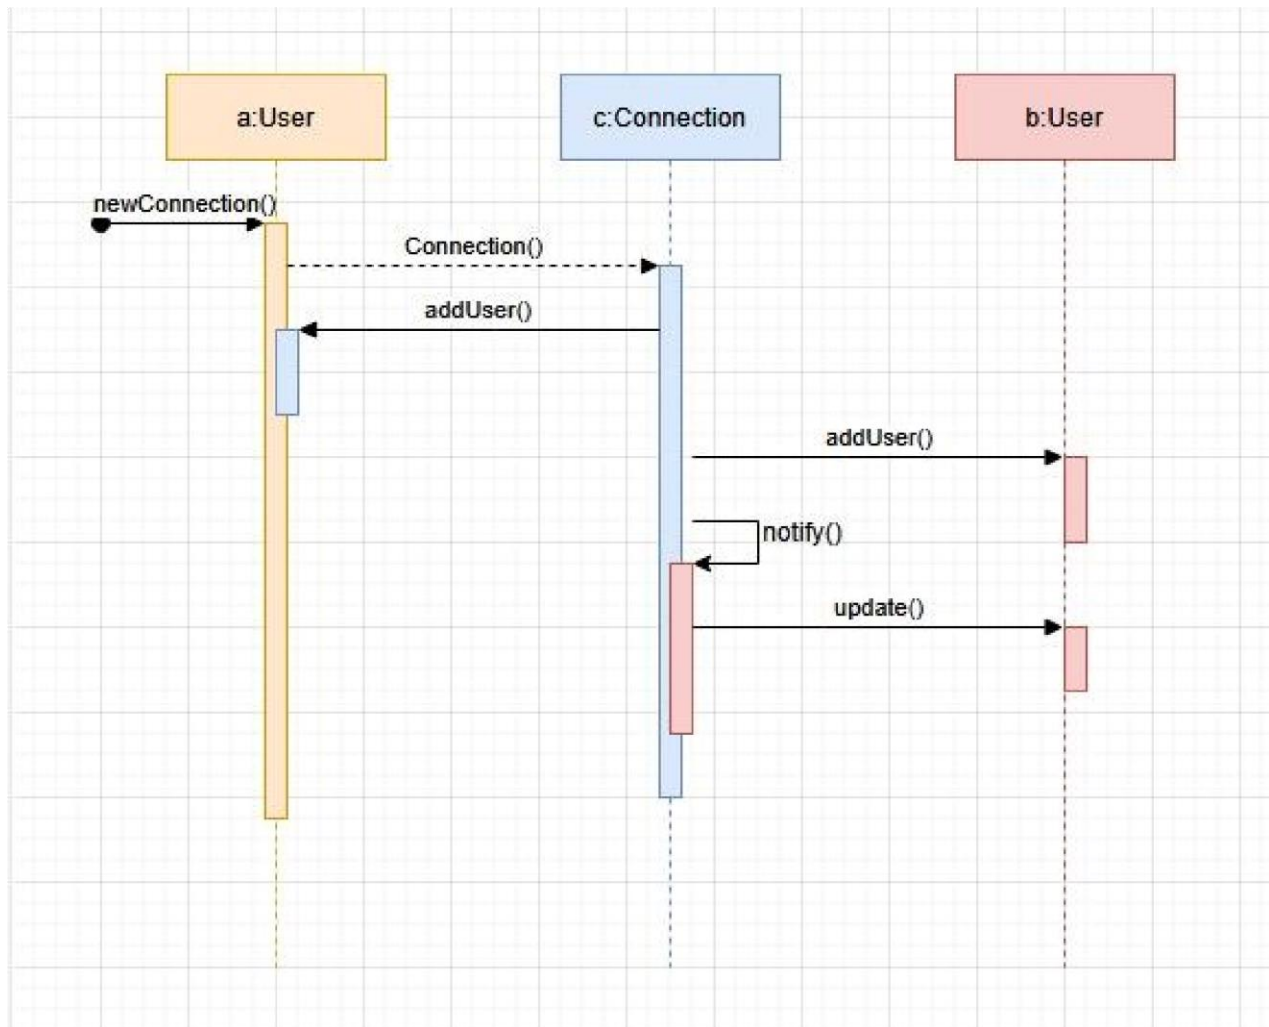 a:User
c:Connection
b:User
newConnection()
Connection()
addUser()
addUser()
notify()
update()